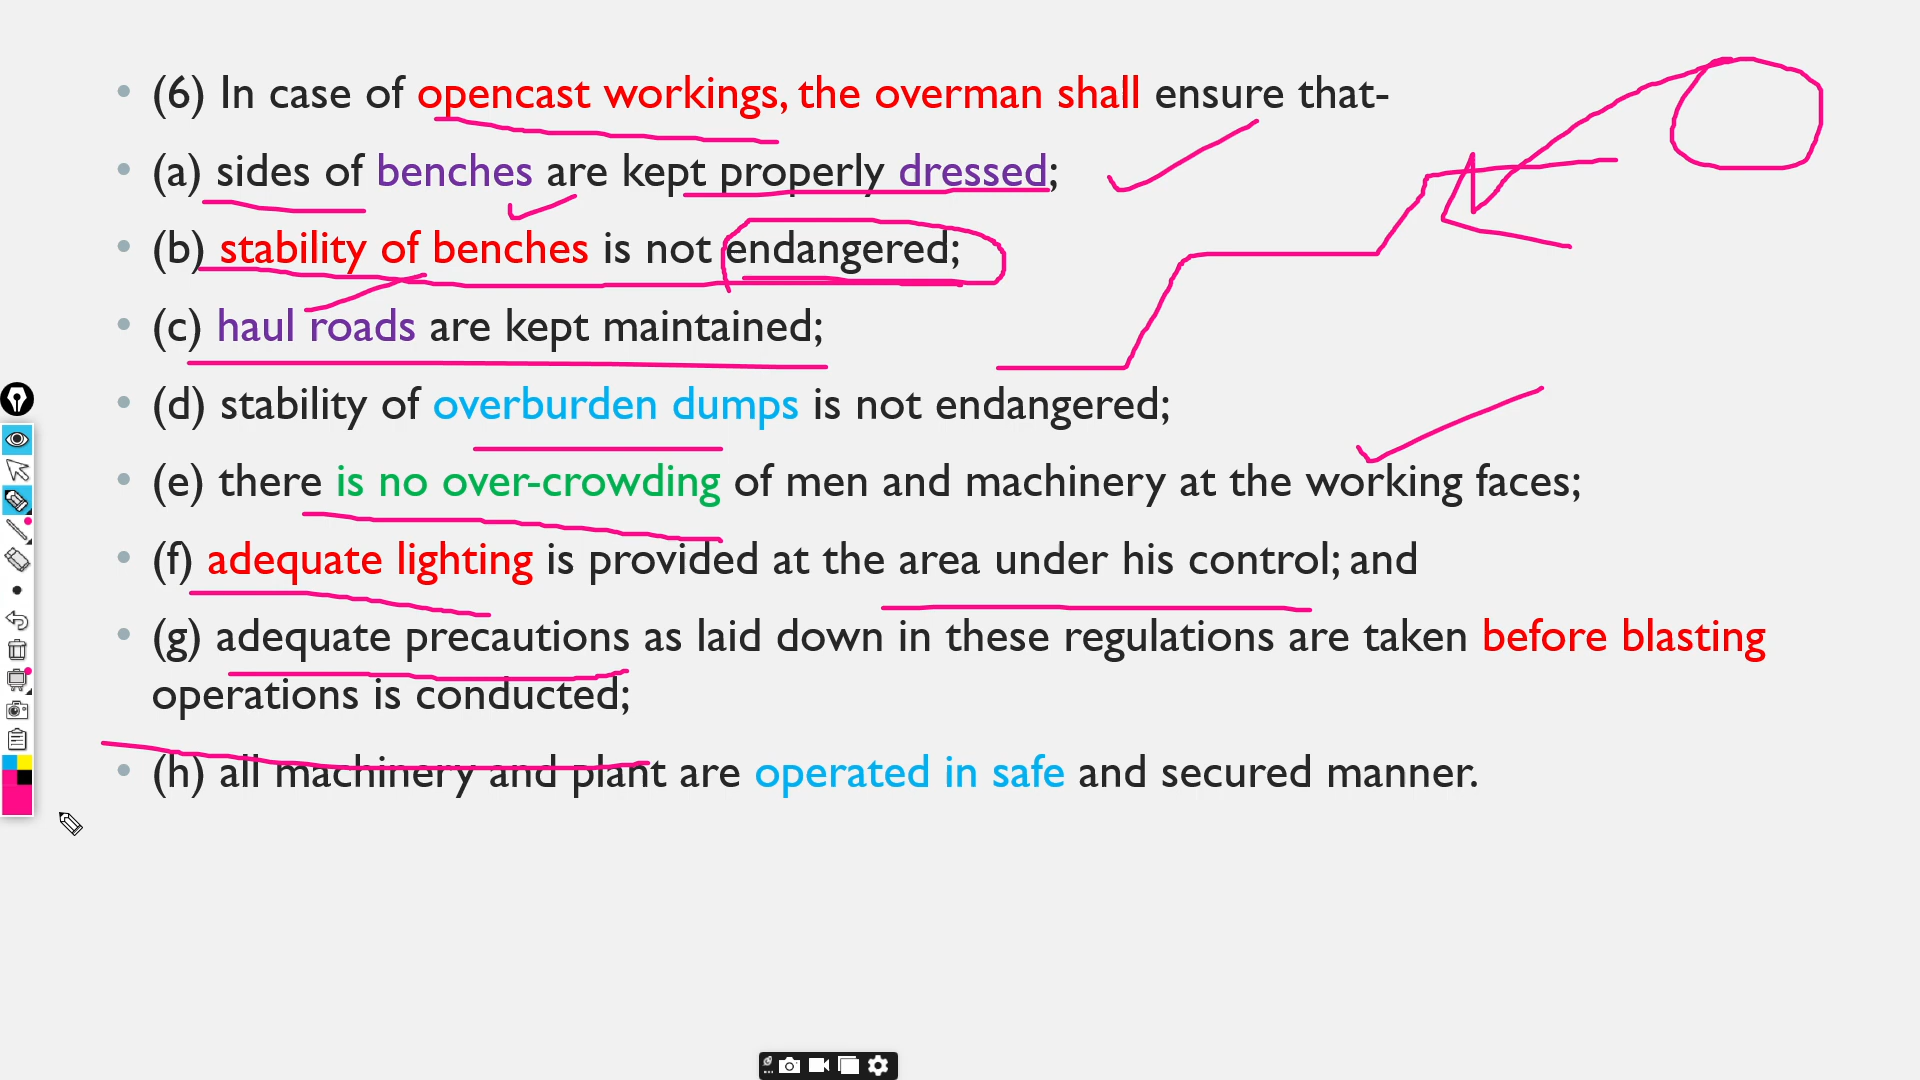 • (6) In case of opencast workings, the overman shall ensure that-
• (a) sides of benches are kept properly dressed;
• (b) stability of benches is not endangered;
• (c) haul roads are kept maintained;
• (d) stability of overburden dumps is not endangered;
• (e) there is no over-crowding of men and machinery at the working faces;
• (f) adequate lighting is provided at the area under his control; and
• (g) adequate precautions as laid down in these regulations are taken before blasting
operations is conducted;
• (h) all machinery and plant are operated in safe and secured manner.